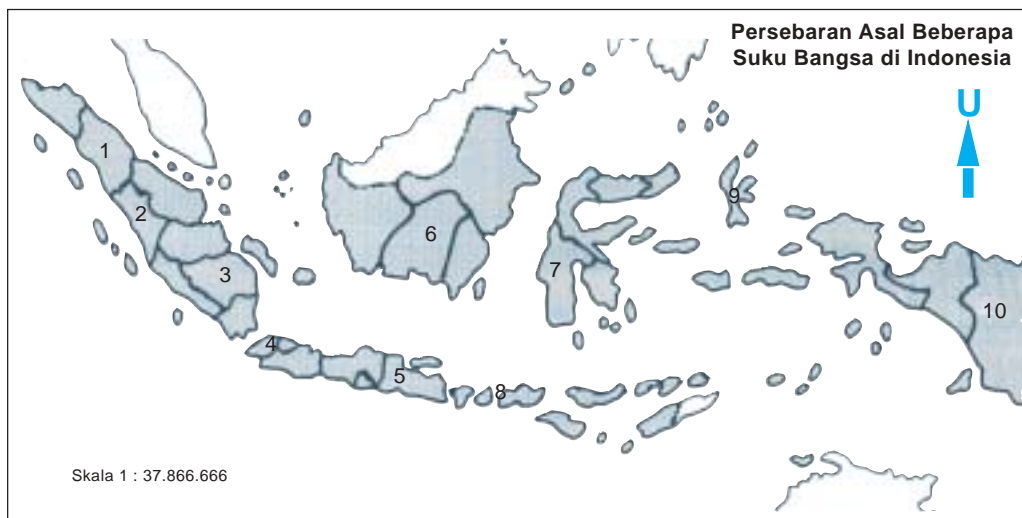 Persebaran Asal Beberapa
Suku Bangsa di Indonesia
U
1
2
3
4
5
6
7
8
9
10
Skala 1 : 37.866.666